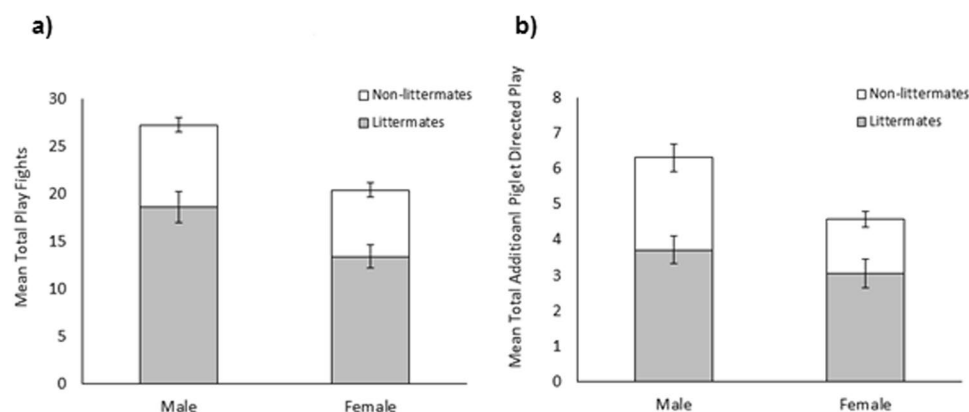 a)
Mean Total Play Fights
30
25
20
15
10
5
0
Non-littermates
Littermates
Male Female
b)
Mean Total Additioanl Piglet Directed Play
8
7
6
5
4
3
2
1
0
Non-littermates
Littermates
Male Female